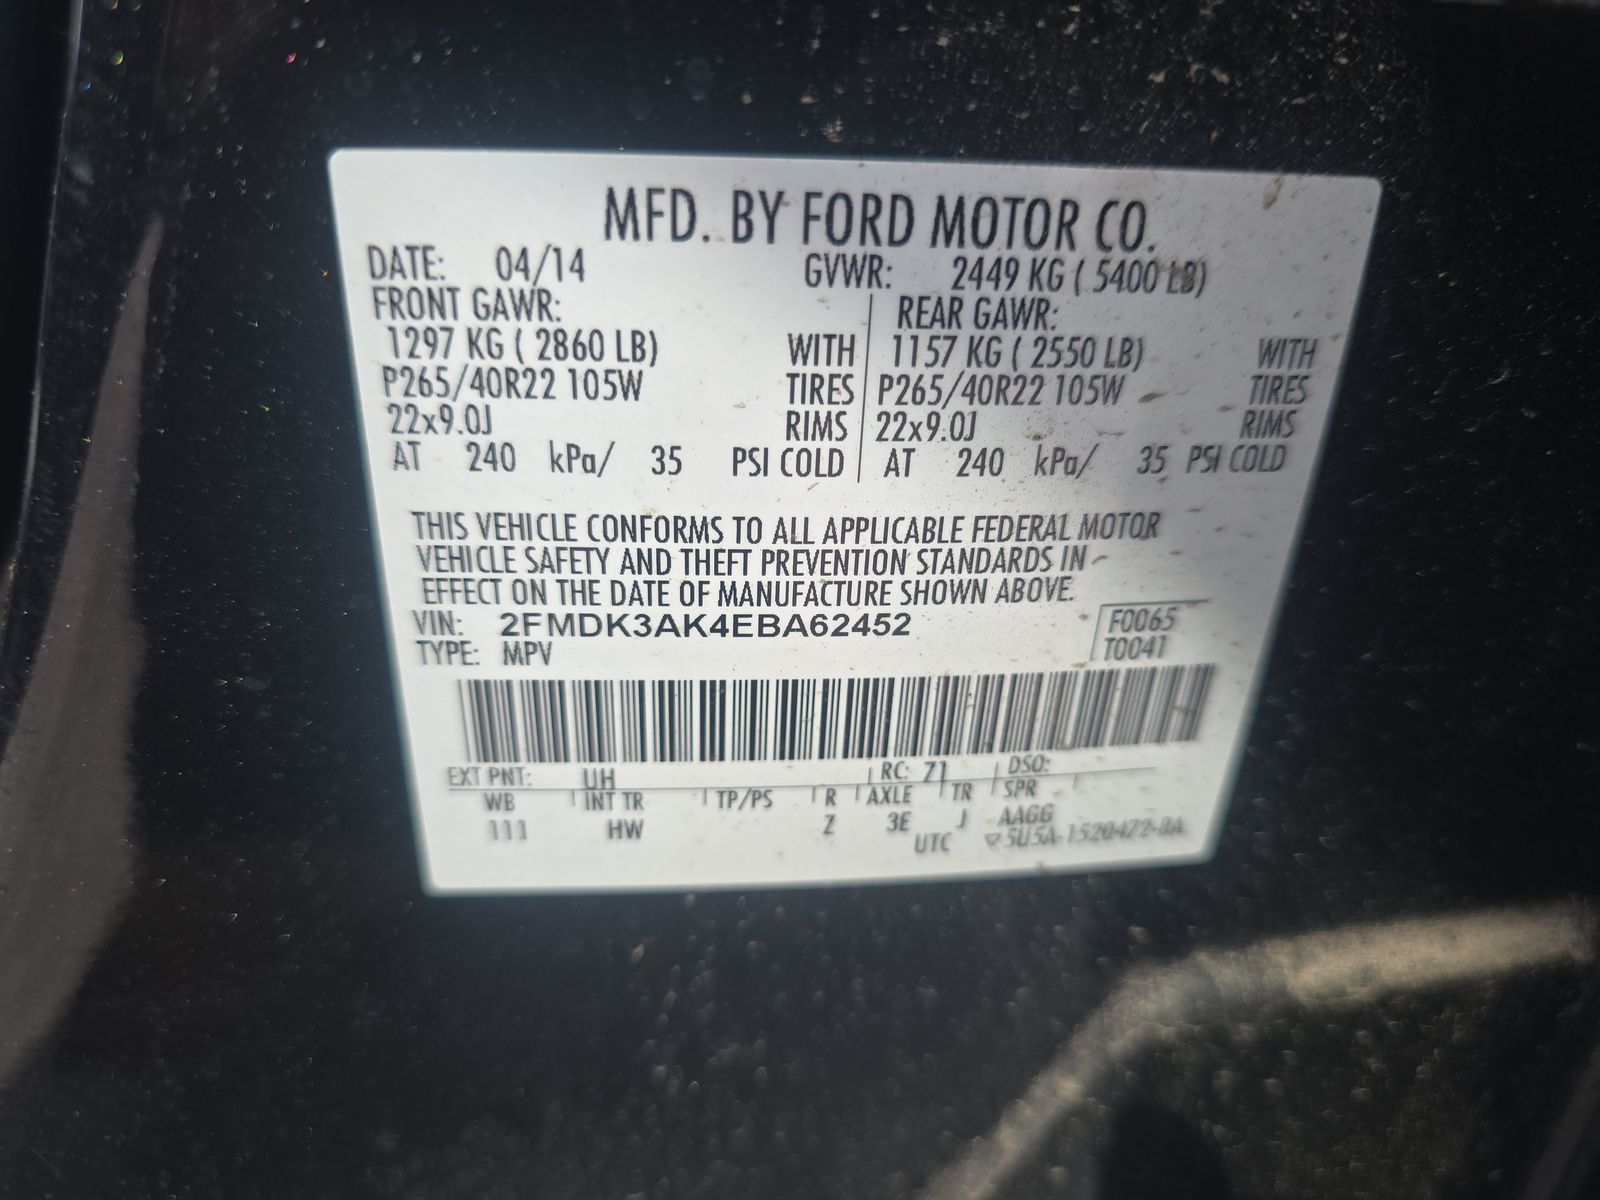 MFD. BY FORD MOTOR CO.
DATE: 04/14 GVWR: 2449 KG ( 5400 LB)
FRONT GAWR: REAR GAWR:
1297 KG ( 2860 LB) WITH 1157 KG ( 2550 LB) WITH
P265/40R22 105W TIRES P265/40R22 105W TIRES
22x9.0J RIMS 22x9.0J RIMS
AT 240 kPa/ 35 PSI COLD AT 240 kPa/ 35 PSI COLD
THIS VEHICLE CONFORMS TO ALL APPLICABLE FEDERAL MOTOR
VEHICLE SAFETY AND THEFT PREVENTION STANDARDS IN
EFFECT ON THE DATE OF MANUFACTURE SHOWN ABOVE.
VIN: 2FMDK3AK4EBA62452 F0065
TYPE: MPV T0041
EXT PNT: UH RC: 71 DSO:
WB INT TR TP/PS R AXLE TR SPR
111 HW Z 3E J AAGG
UTC ▽5U5A-1520472-BA